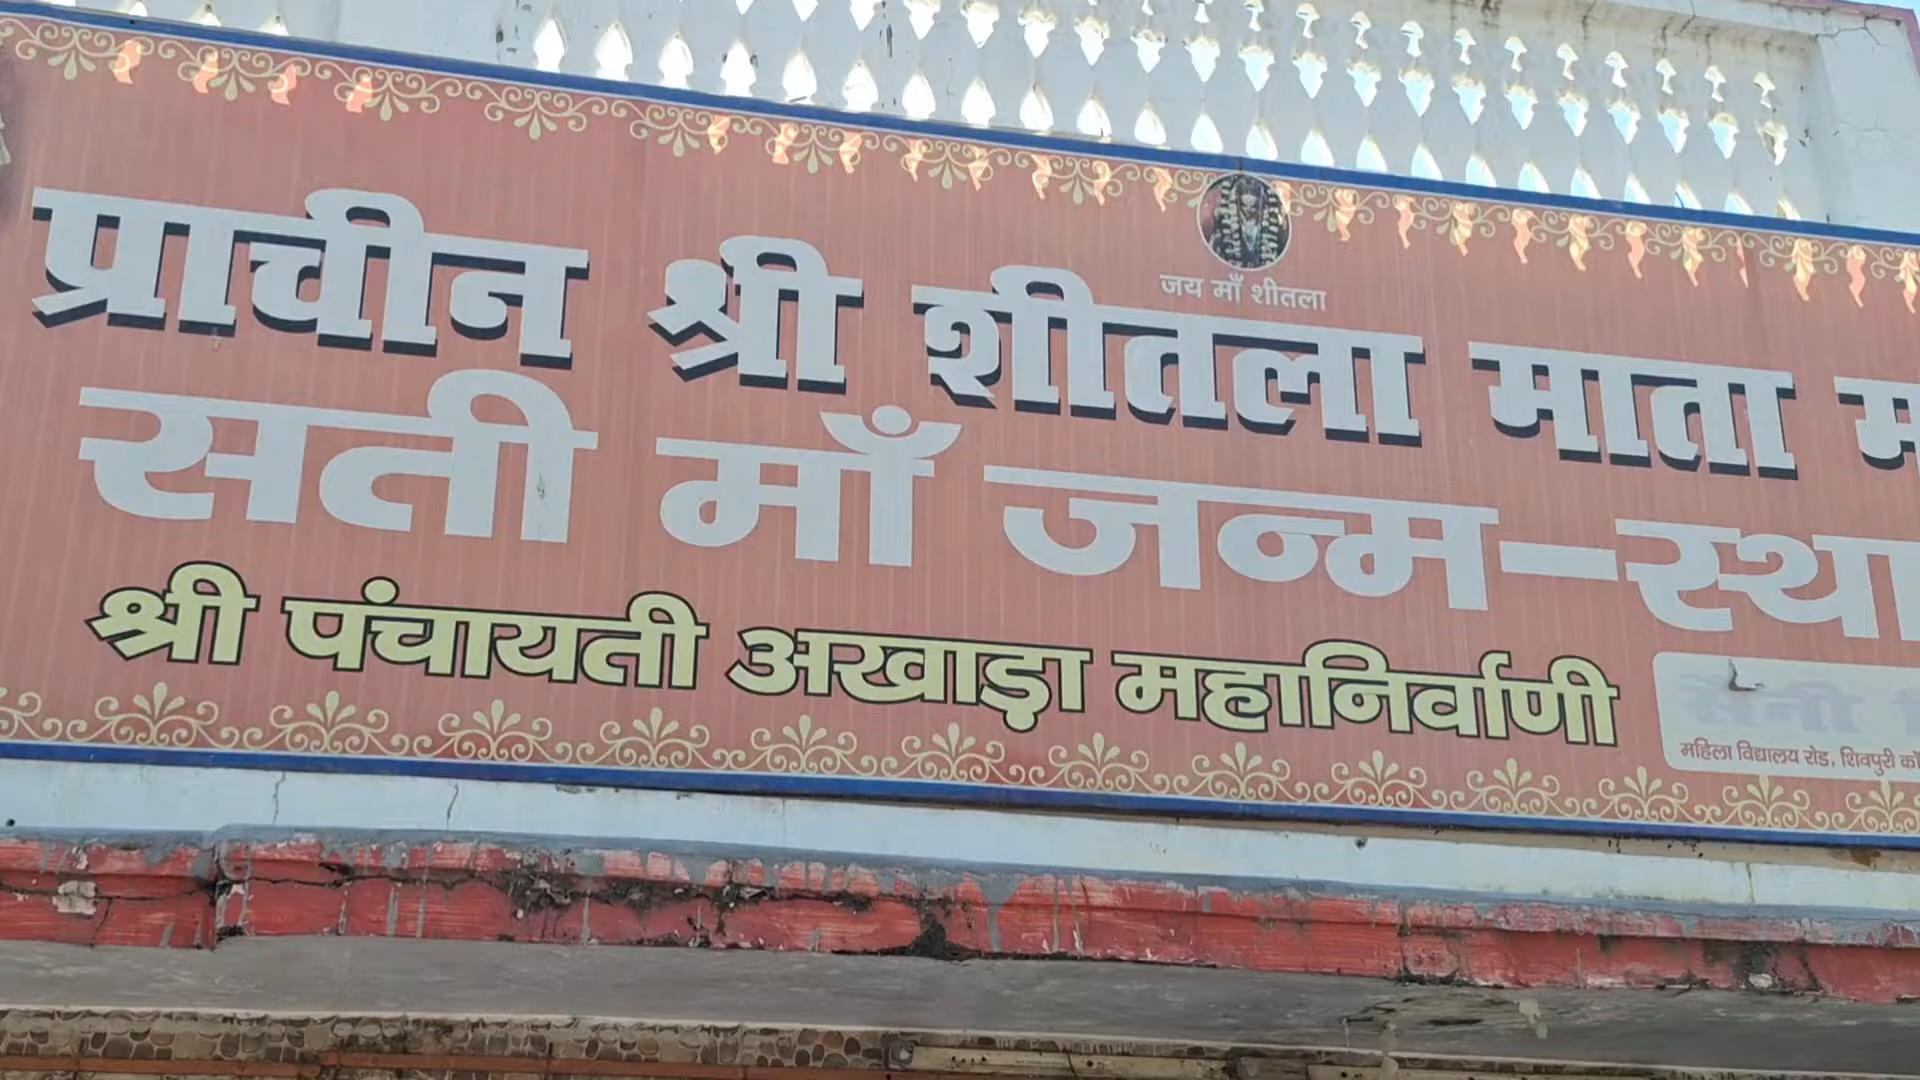 जय माँ शीतला
प्राचीन श्री शीतला माता म
सती माँ जन्म-स्था
श्री पंचायती अखाड़ा महानिर्वाणी
महिला विद्यालय रोड, शिवपुरी कॉ